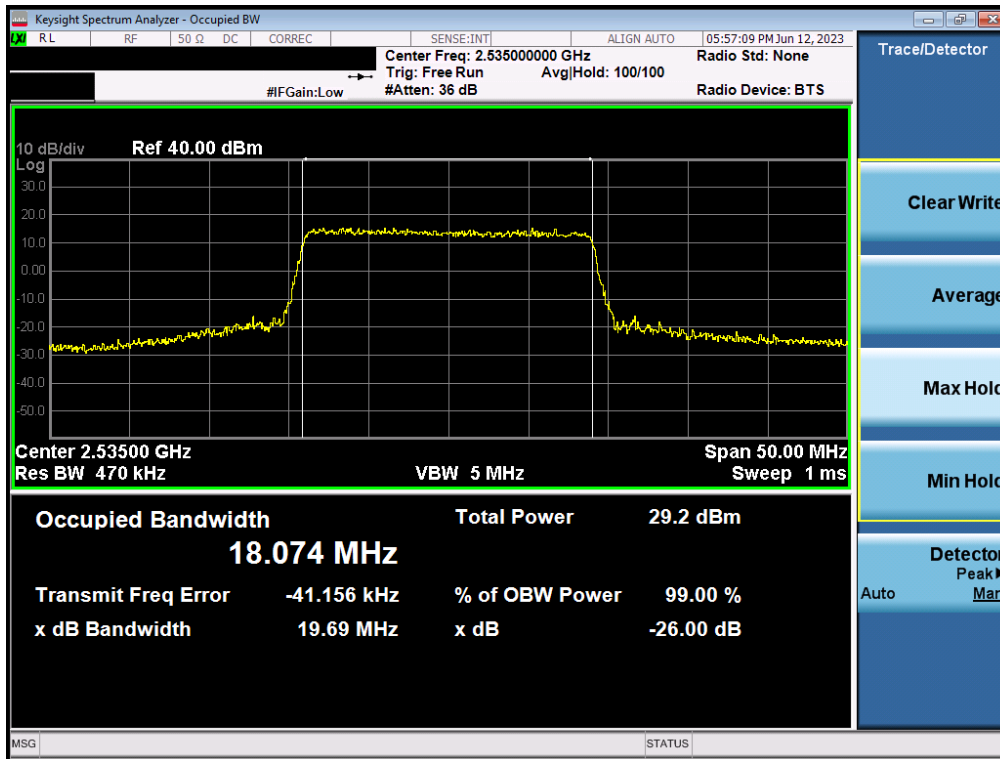 Keysight Spectrum Analyzer - Occupied BW
LXI RL RF 50 Ω DC CORREC SENSE:INT ALIGN AUTO 05:57:09 PM Jun 12, 2023
Center Freq: 2.535000000 GHz Radio Std: None
Trig: Free Run Avg|Hold: 100/100
#IFGain:Low #Atten: 36 dB Radio Device: BTS
10 dB/div Ref 40.00 dBm
Log
30.0
20.0
10.0
0.00
-10.0
-20.0
-30.0
-40.0
-50.0
Center 2.53500 GHz Span 50.00 MHz
Res BW 470 kHz VBW 5 MHz Sweep 1 ms
Occupied Bandwidth Total Power 29.2 dBm
18.074 MHz
Transmit Freq Error -41.156 kHz % of OBW Power 99.00 %
x dB Bandwidth 19.69 MHz x dB -26.00 dB
MSG STATUS
Trace/Detector
Clear Write
Average
Max Hold
Min Hold
Detector
Peak
Auto Man